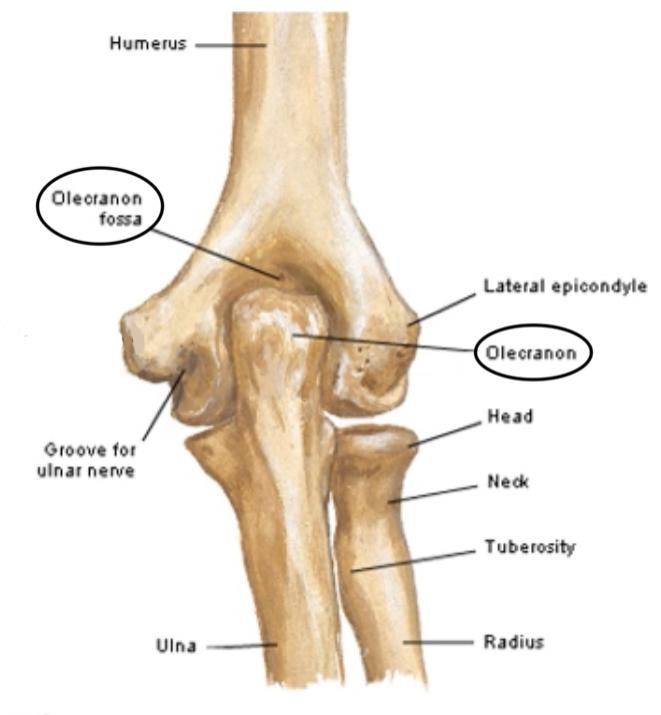 Humerus
Olecranon
fossa
Lateral epicondyle
Olecranon
Head
Groove for
ulnar nerve
Neck
Tuberosity
Ulna
Radius